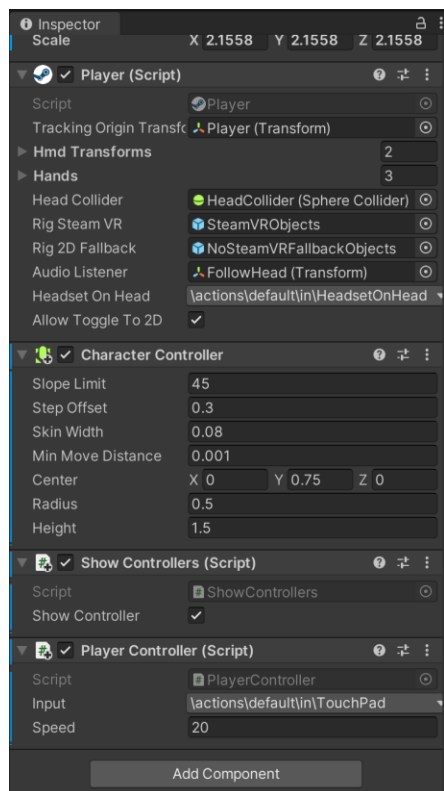 Inspector
Scale X 2.1558 Y 2.1558 Z 2.1558
Player (Script)
Script Player
Tracking Origin Transfo Player (Transform)
Hmd Transforms 2
Hands 3
Head Collider HeadCollider (Sphere Collider)
Rig Steam VR SteamVRObjects
Rig 2D Fallback NoSteamVRFallbackObjects
Audio Listener FollowHead (Transform)
Headset On Head \actions\default\in\HeadsetOnHead
Allow Toggle To 2D
Character Controller
Slope Limit 45
Step Offset 0.3
Skin Width 0.08
Min Move Distance 0.001
Center X 0 Y 0.75 Z 0
Radius 0.5
Height 1.5
Show Controllers (Script)
Script ShowControllers
Show Controller
Player Controller (Script)
Script PlayerController
Input \actions\default\in\TouchPad
Speed 20
Add Component